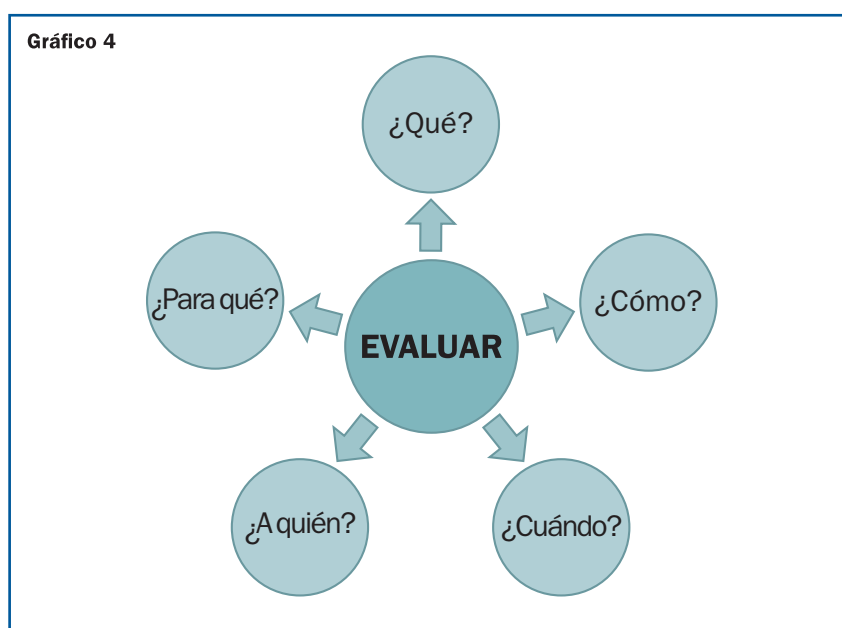 Gráfico 4
¿Qué?
¿Para qué?
¿Cómo?
EVALUAR
¿A quién?
¿Cuándo?